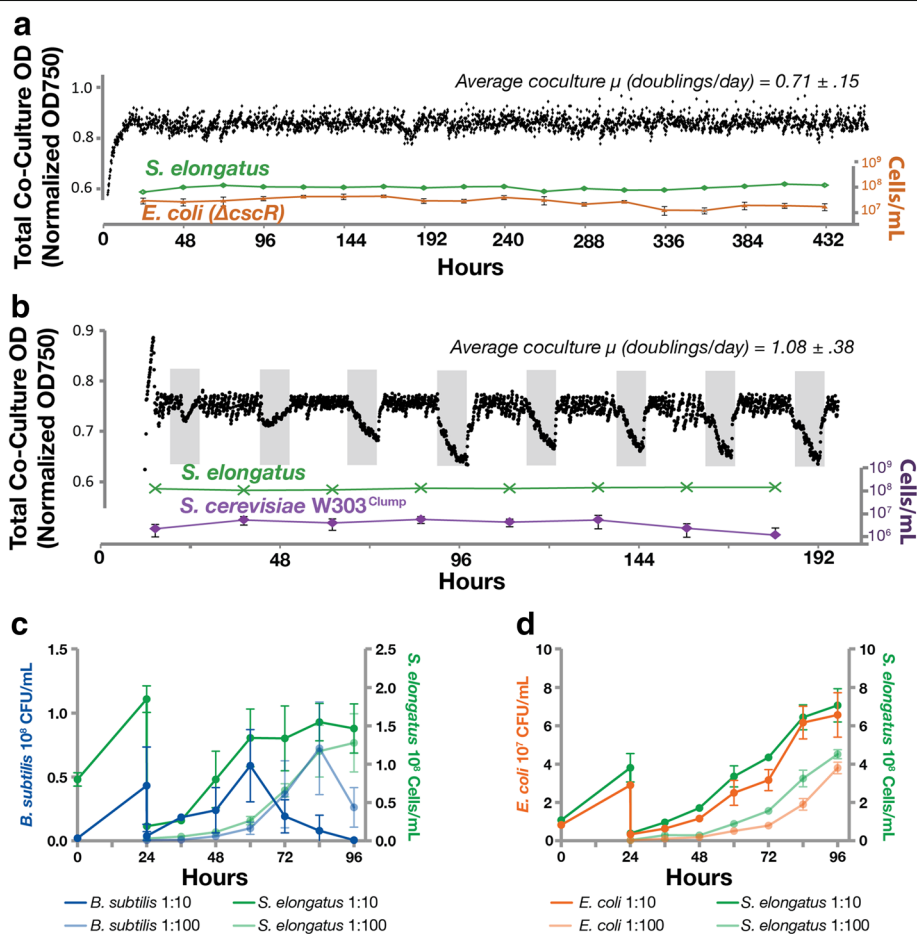 a
Total Co-Culture OD
(Normalized OD750)
Average coculture μ (doublings/day) = 0.71 ± .15
1.0
0.8
0.6
S. elongatus
E. coli (ΔcscR)
10⁹
10⁸
10⁷
Cells/mL
0 48 96 144 192 240 288 336 384 432
Hours
b
Total Co-Culture OD
(Normalized OD750)
Average coculture μ (doublings/day) = 1.08 ± .38
0.9
0.8
0.7
0.6
S. elongatus
S. cerevisiae W303Clump
10⁹
10⁸
10⁷
10⁶
Cells/mL
0 48 96 144 192
Hours
c
B. subtilis 10⁸ CFU/mL
1.5
1.0
0.5
0.0
2.5
2.0
1.5
1.0
0.5
0.0
S. elongatus 10⁸ Cells/mL
0 24 48 72 96
Hours
B. subtilis 1:10 S. elongatus 1:10
B. subtilis 1:100 S. elongatus 1:100
d
E. coli 10⁷ CFU/mL
10
8
6
4
2
0
10
8
6
4
2
0
S. elongatus 10⁸ Cells/mL
0 24 48 72 96
Hours
E. coli 1:10 S. elongatus 1:10
E. coli 1:100 S. elongatus 1:100